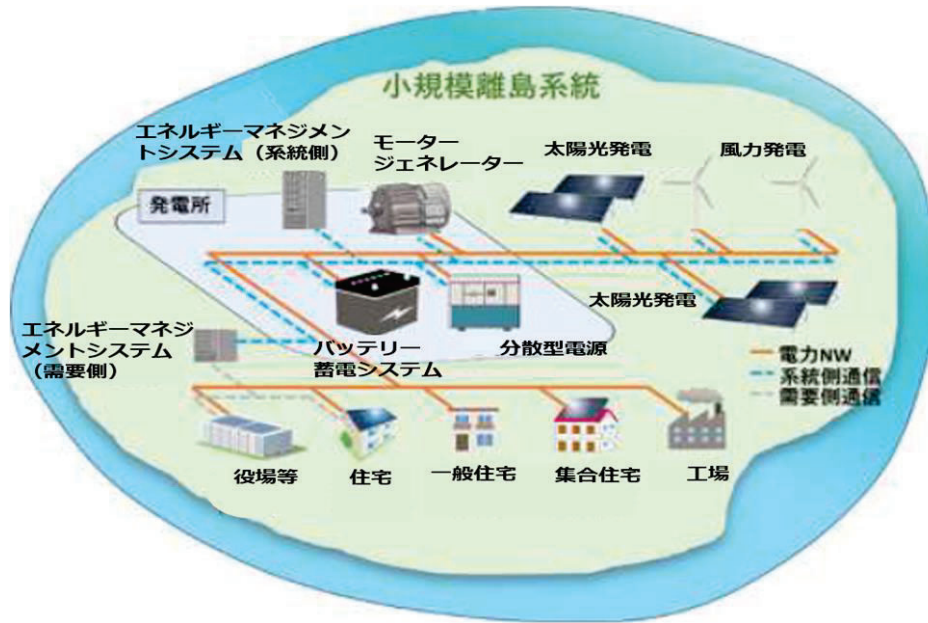 小規模離島系統
エネルギーマネジメン
トシステム（系統側）
モーター
ジェネレーター
太陽光発電
風力発電
発電所
太陽光発電
エネルギーマネジ
メントシステム
（需要側）
バッテリー
蓄電システム
分散型電源
電力NW
系統側通信
需要側通信
役場等
住宅
一般住宅
集合住宅
工場